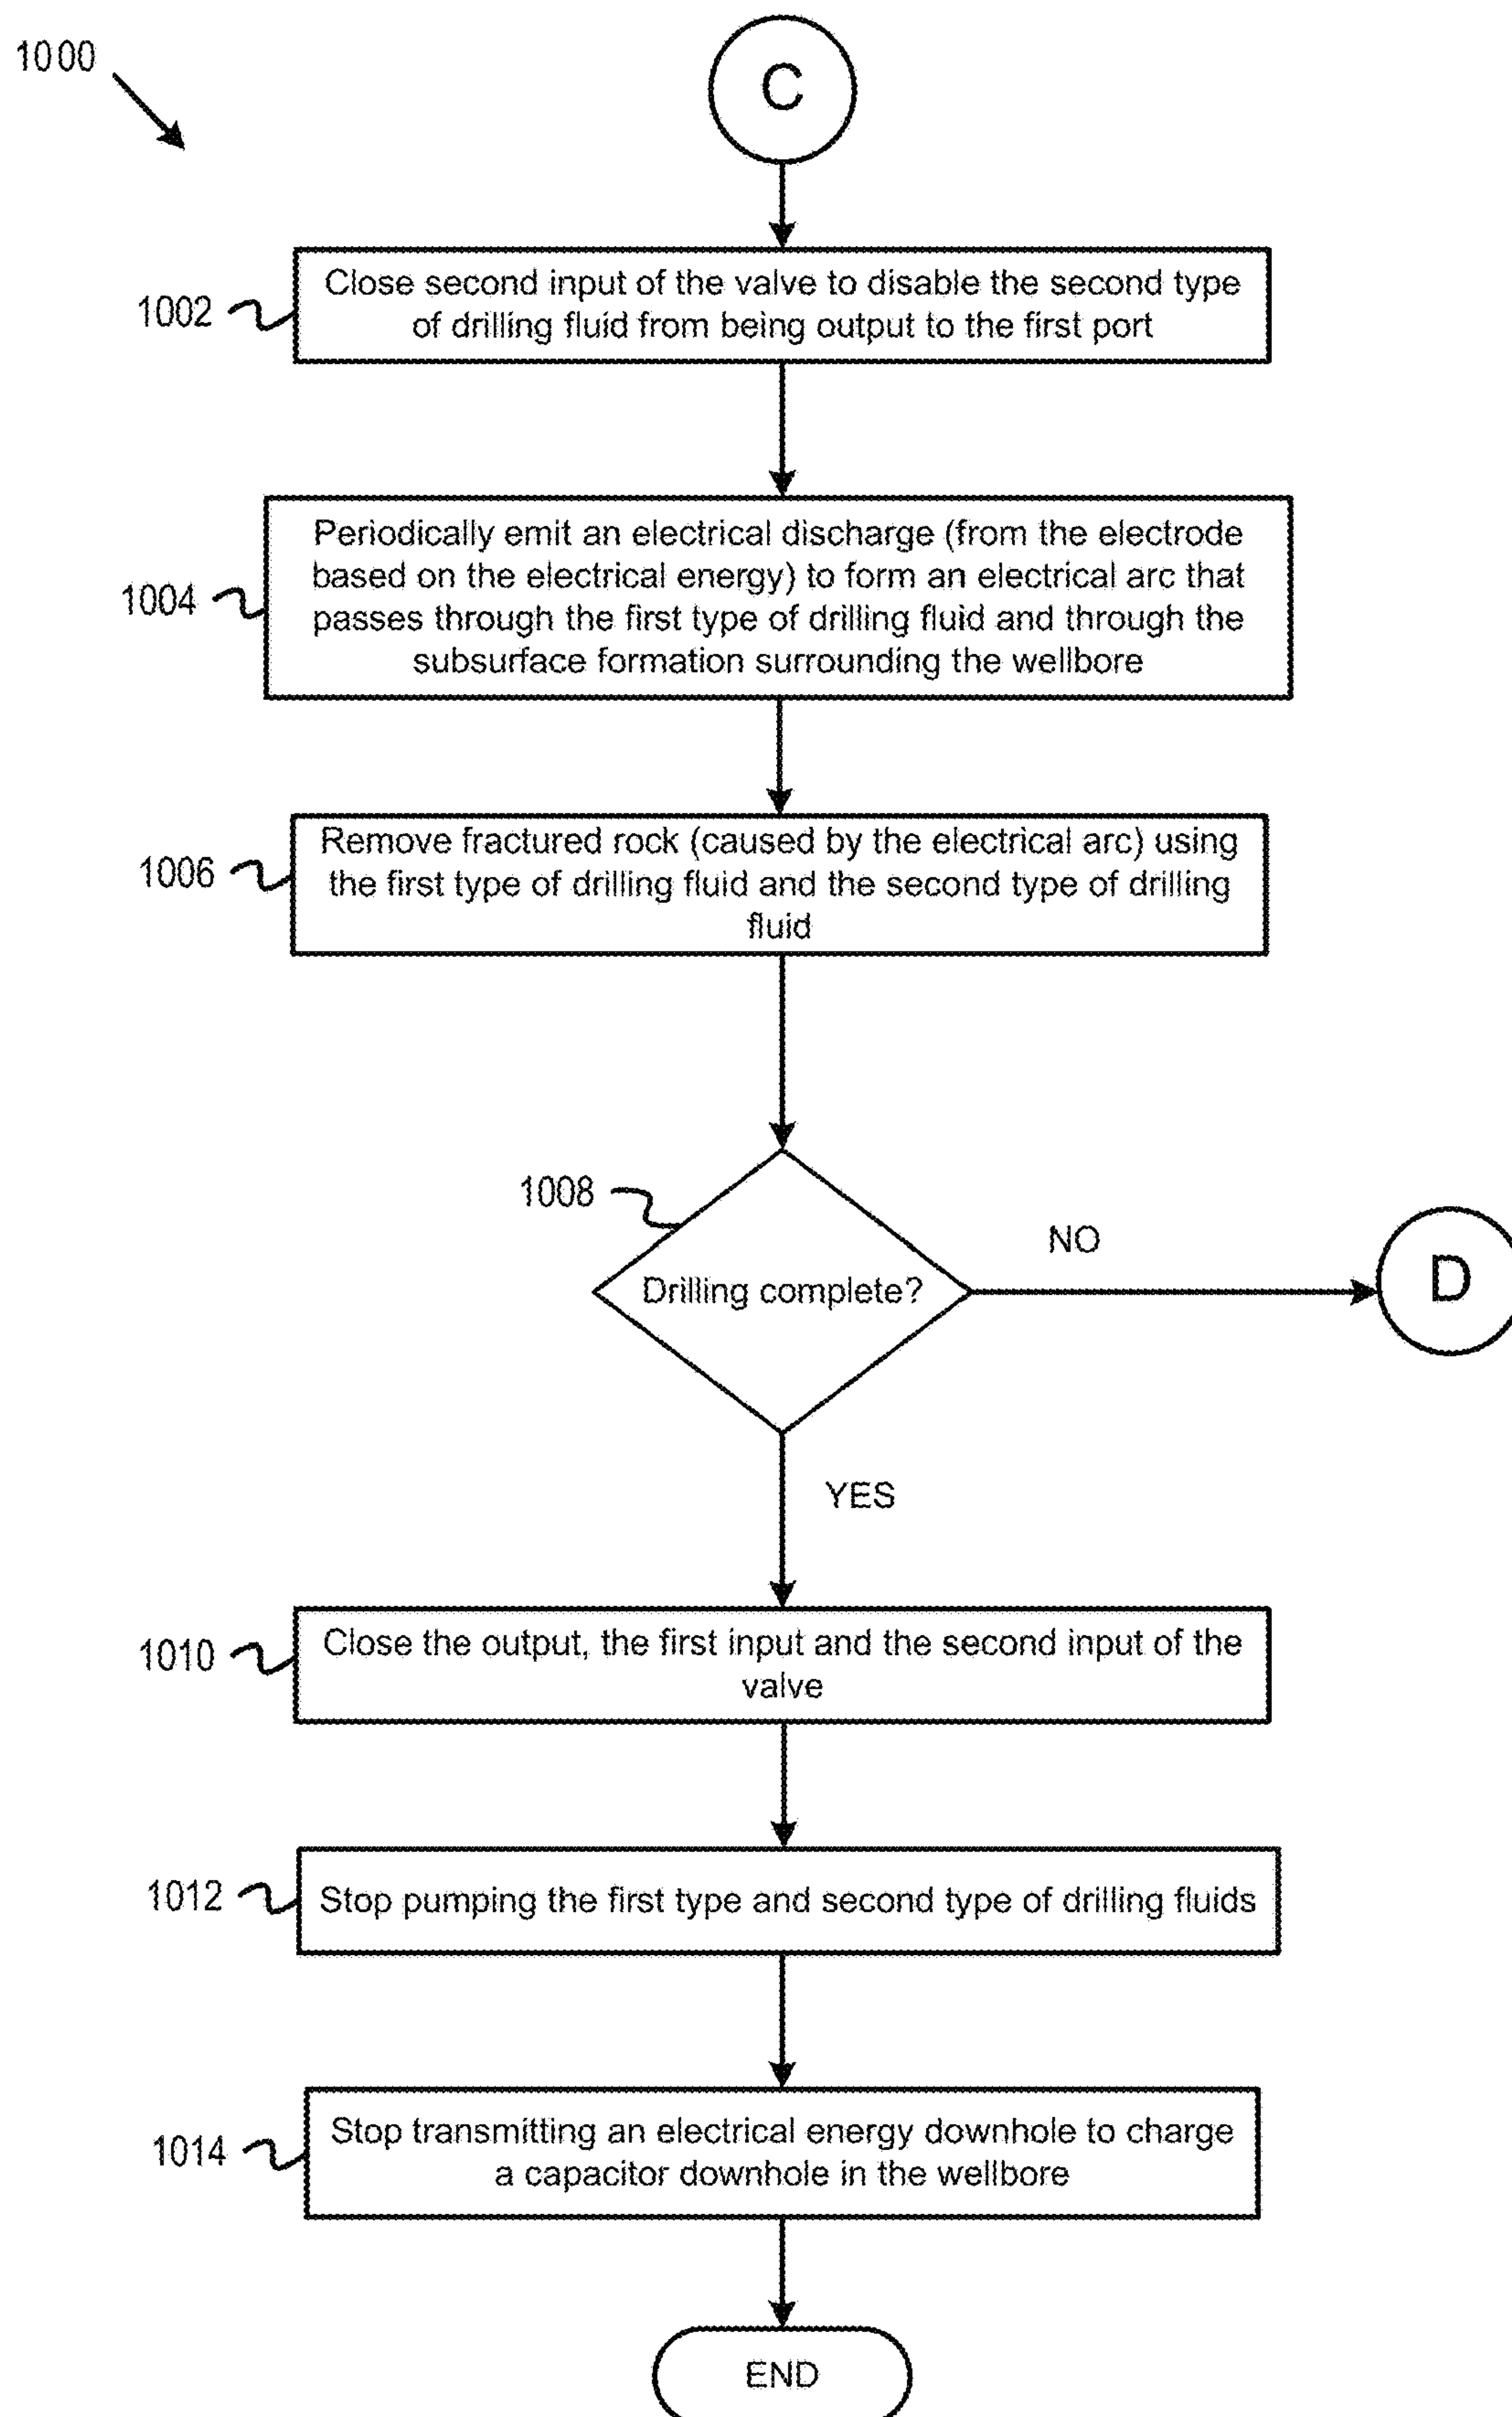 1000
C
1002
Close second input of the valve to disable the second type
of drilling fluid from being output to the first port
1004
Periodically emit an electrical discharge (from the electrode
based on the electrical energy) to form an electrical arc that
passes through the first type of drilling fluid and through the
subsurface formation surrounding the wellbore
1006
Remove fractured rock (caused by the electrical arc) using
the first type of drilling fluid and the second type of drilling
fluid
1008
Drilling complete?
NO
D
YES
1010
Close the output, the first input and the second input of the
valve
1012
Stop pumping the first type and second type of drilling fluids
1014
Stop transmitting an electrical energy downhole to charge
a capacitor downhole in the wellbore
END